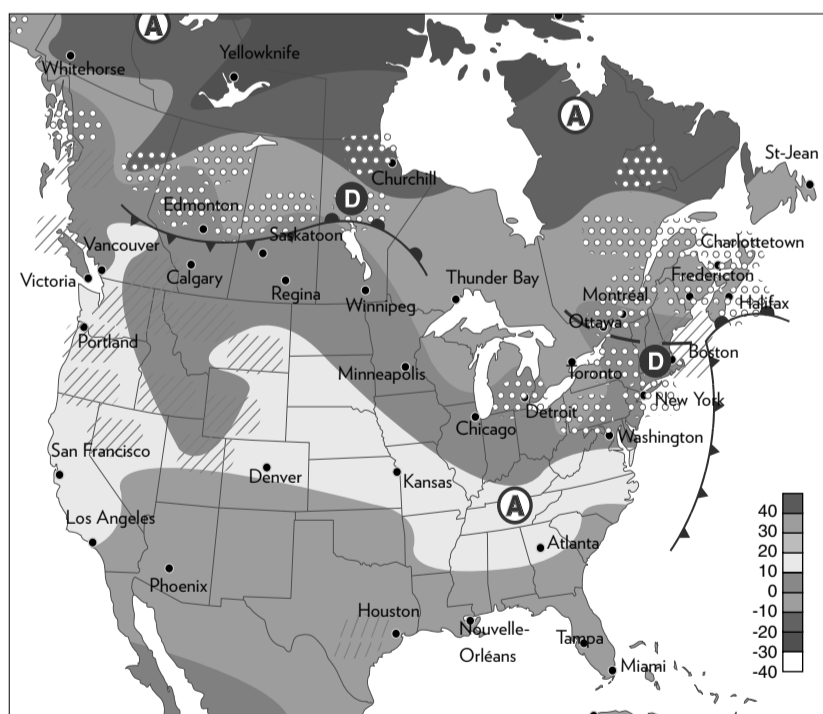 A
Yellowknife
Whitehorse
A
St-Jean
Churchill
D
Edmonton
Saskatoon
Charlottetown
Vancouver
Fredericton
Victoria
Calgary
Regina
Winnipeg
Thunder Bay
Montréal
Halifax
Ottawa
Portland
Minneapolis
Toronto
D
Boston
New York
Detroit
Chicago
Washington
San Francisco
Denver
Kansas
A
Los Angeles
Atlanta
Phoenix
Houston
Nouvelle-
Orléans
Tampa
Miami
40
30
20
10
0
-10
-20
-30
-40